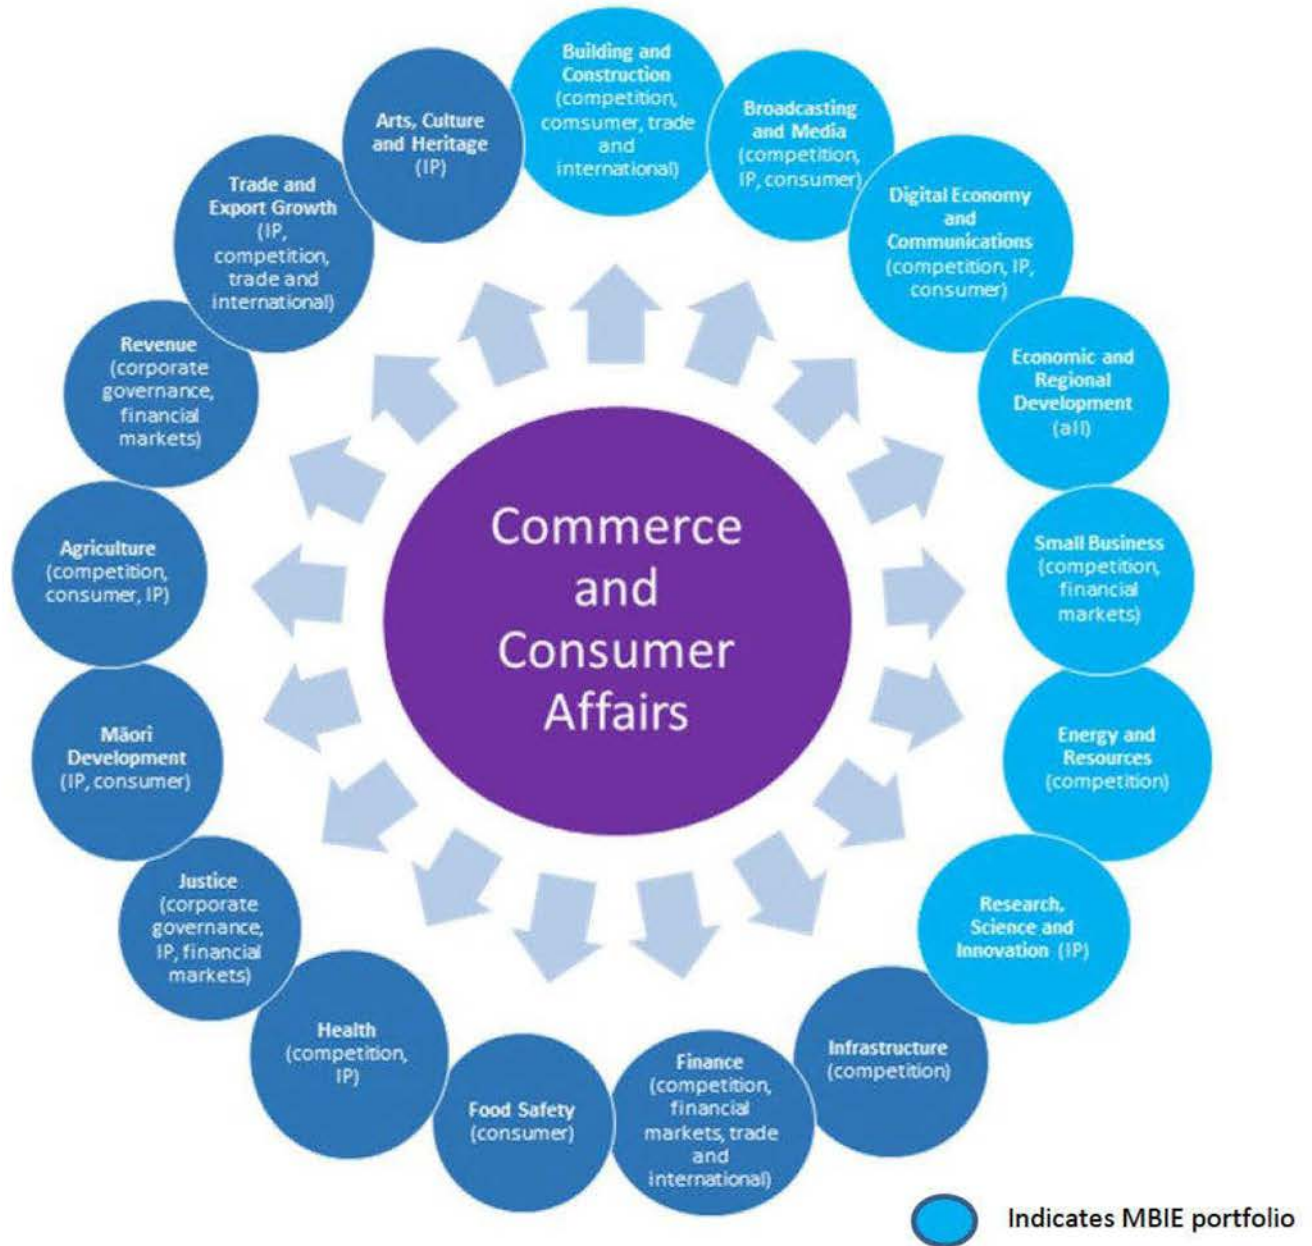 Building and
Construction
(competition,
comsumer, trade
and
international)
Broadcasting
and Media
(competition,
IP, consumer)
Digital Economy
and
Communications
(competition, IP,
consumer)
Economic and
Regional
Development
(all)
Small Business
(competition,
financial
markets)
Energy and
Resources
(competition)
Research,
Science and
Innovation (IP)
Infrastructure
(competition)
Finance
(competition,
financial
markets, trade
and
international)
Food Safety
(consumer)
Health
(competition,
IP)
Justice
(corporate
governance,
IP, financial
markets)
Māori
Development
(IP, consumer)
Agriculture
(competition,
consumer, IP)
Revenue
(corporate
governance,
financial
markets)
Trade and
Export Growth
(IP,
competition,
trade and
international)
Arts, Culture
and Heritage
(IP)
Commerce
and
Consumer
Affairs
Indicates MBIE portfolio